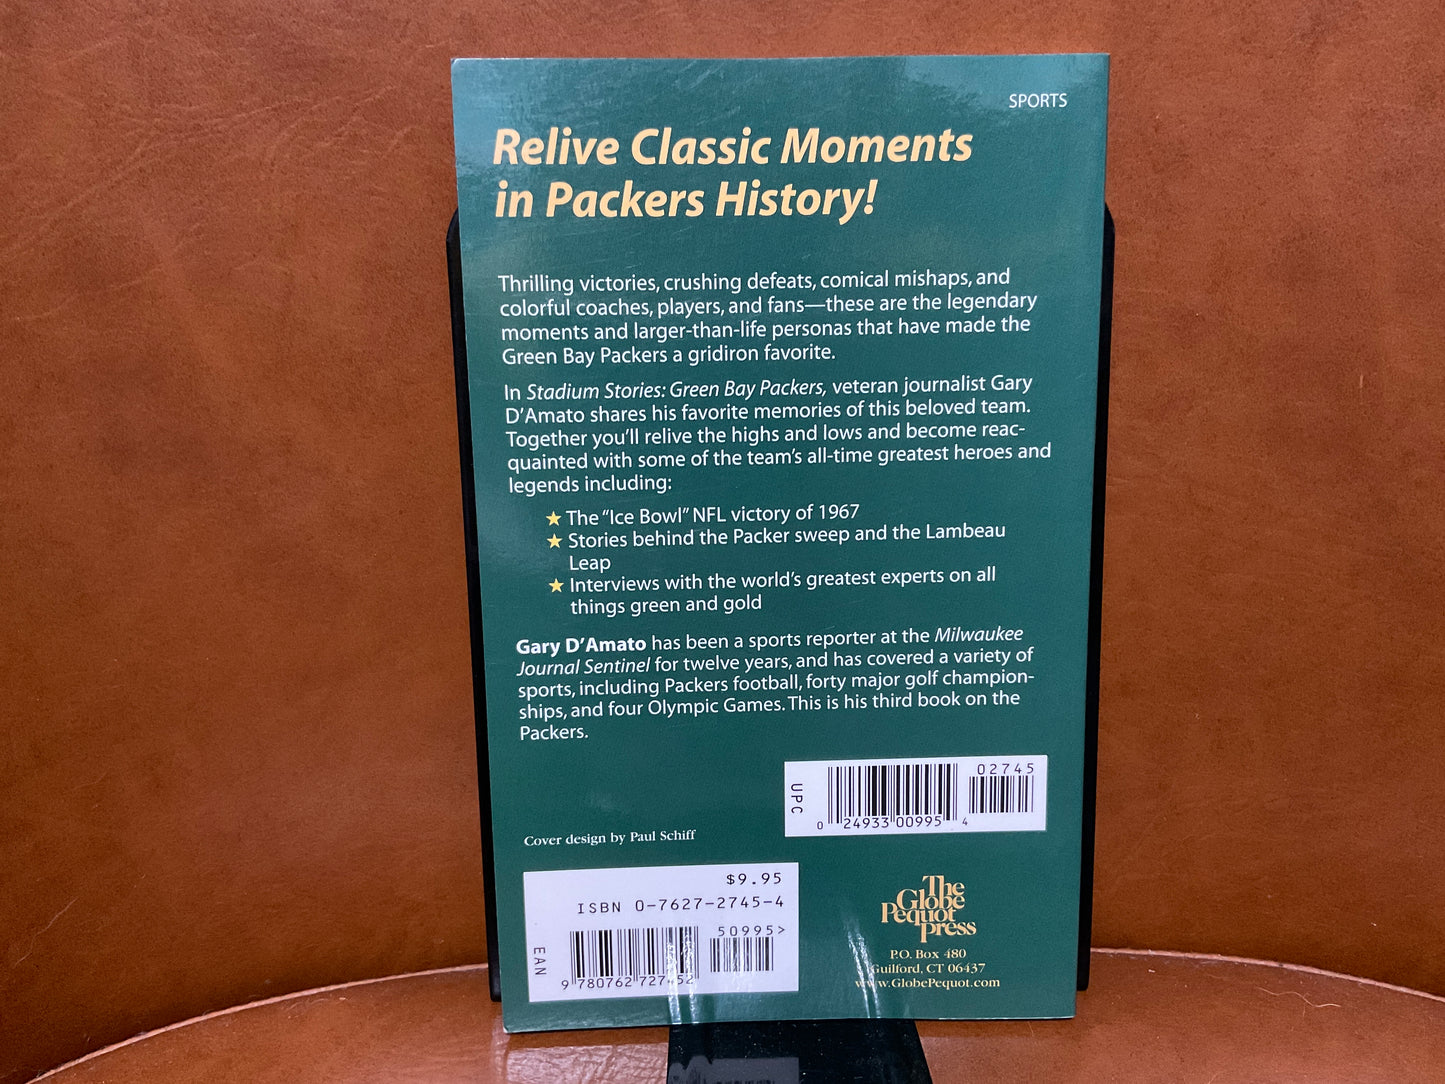 SPORTS
Relive Classic Moments
in Packers History!
Thrilling victories, crushing defeats, comical mishaps, and
colorful coaches, players, and fans—these are the legendary
moments and larger-than-life personas that have made the
Green Bay Packers a gridiron favorite.
In Stadium Stories: Green Bay Packers, veteran journalist Gary
D'Amato shares his favorite memories of this beloved team.
Together you'll relive the highs and lows and become reac-
quainted with some of the team's all-time greatest heroes and
legends including:
★ The "Ice Bowl" NFL victory of 1967
★ Stories behind the Packer sweep and the Lambeau
Leap
★ Interviews with the world's greatest experts on all
things green and gold
Gary D'Amato has been a sports reporter at the Milwaukee
Journal Sentinel for twelve years, and has covered a variety of
sports, including Packers football, forty major golf champion-
ships, and four Olympic Games. This is his third book on the
Packers.
UPC
02745
0 24933 00995 4
Cover design by Paul Schiff
$9.95
ISBN 0-7627-2745-4
50995>
EAN
9 780762 727452
The
Globe
Pequot
Press
P.O. Box 480
Guilford, CT 06437
www.GlobePequot.com